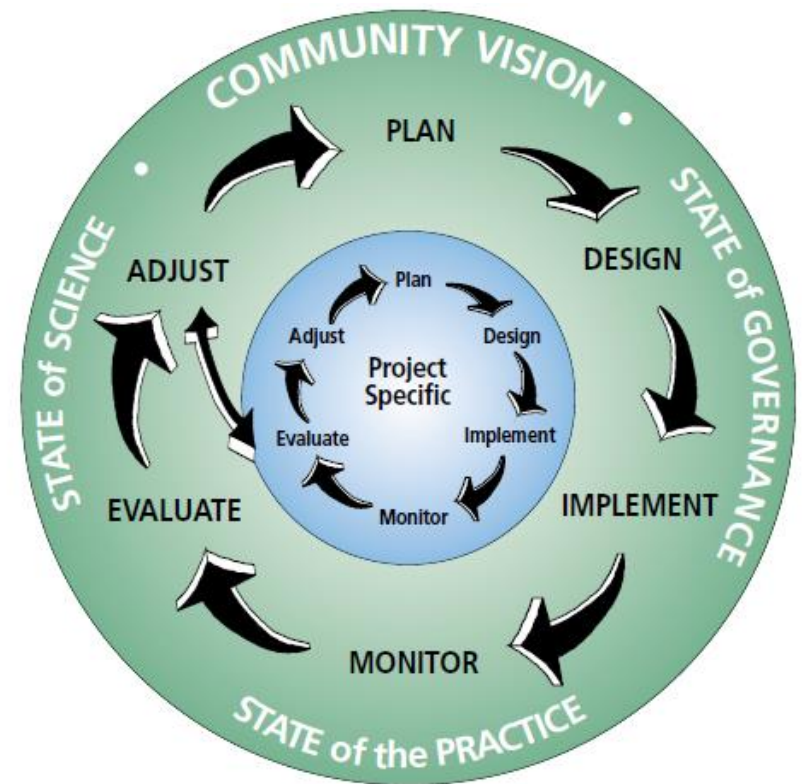 COMMUNITY VISION
PLAN
STATE of GOVERNANCE
DESIGN
IMPLEMENT
MONITOR
STATE of the PRACTICE
EVALUATE
STATE of SCIENCE
ADJUST
Plan
Design
Implement
Monitor
Evaluate
Adjust
Project
Specific